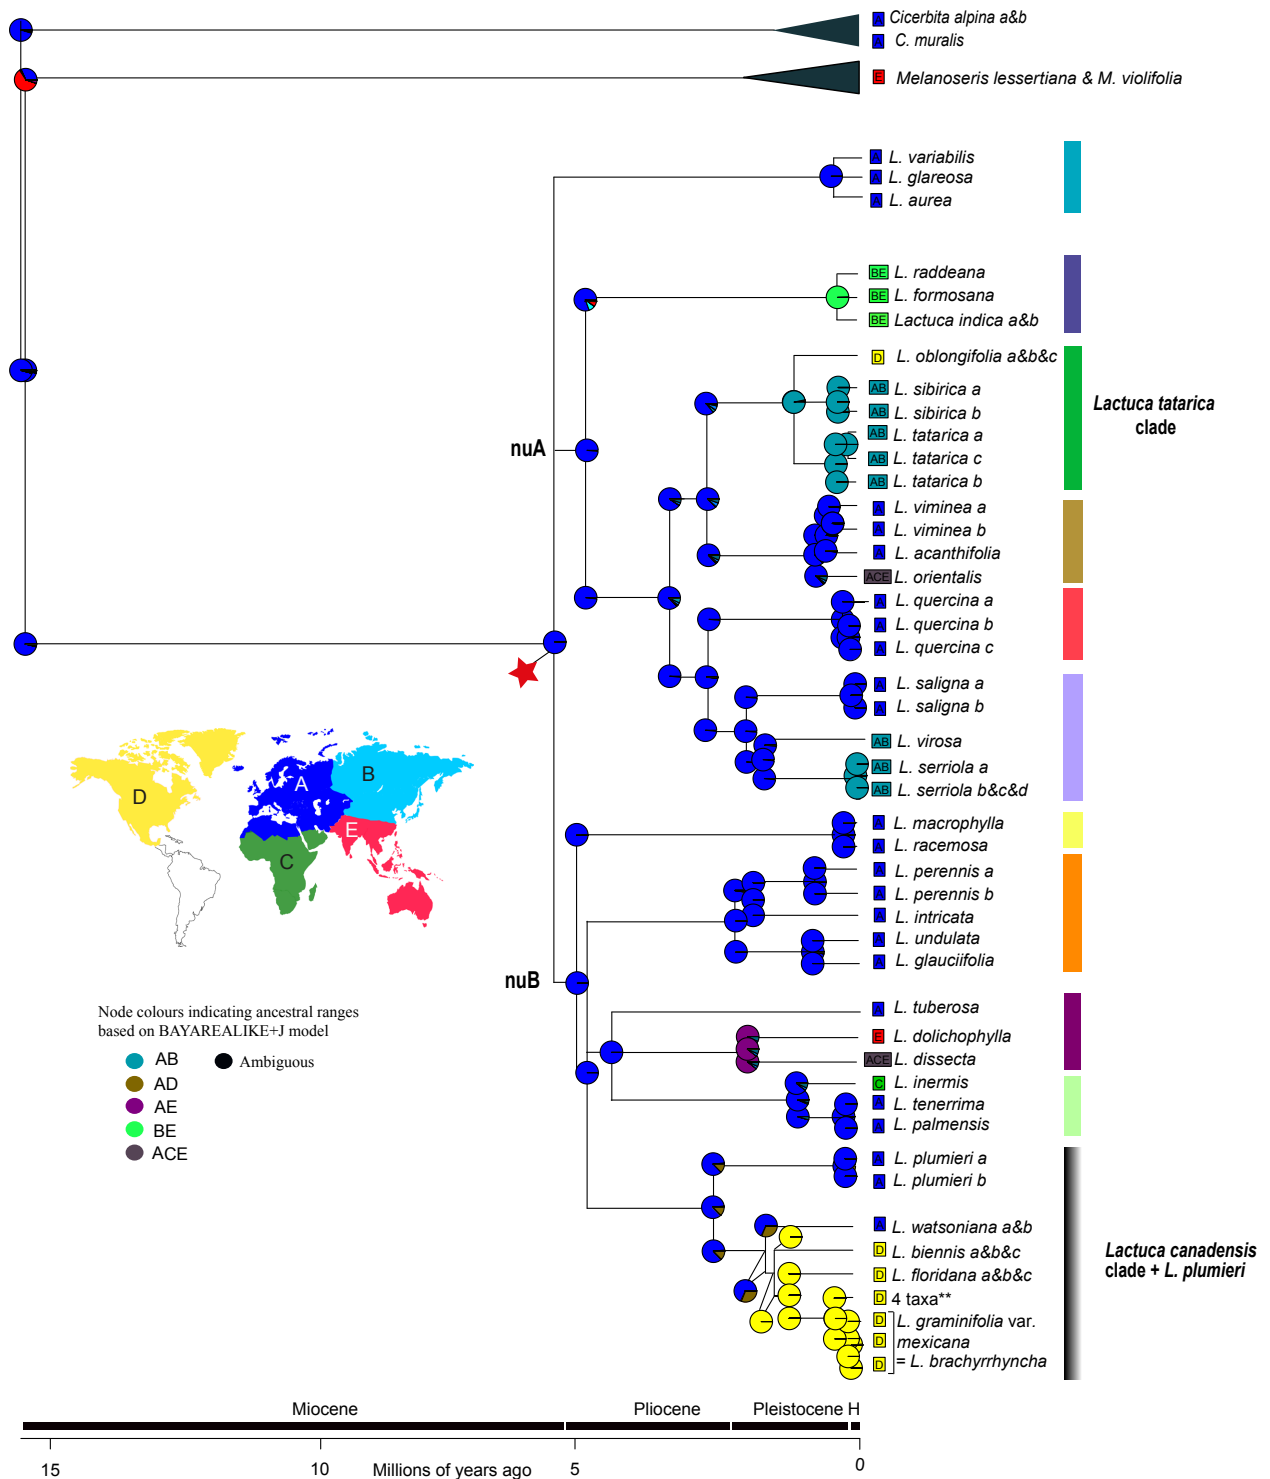 A Cicerbita alpina a&b
A C. muralis
E Melanoseris lessertiana & M. violifolia
A L. variabilis
A L. glareosa
A L. aurea
BE L. raddeana
BE L. formosana
BE Lactuca indica a&b
D L. oblongifolia a&b&c
AB L. sibirica a
AB L. sibirica b
AB L. tatarica a
AB L. tatarica c
AB L. tatarica b
Lactuca tatarica
clade
nuA
A L. viminea a
A L. viminea b
A L. acanthifolia
ACE L. orientalis
A L. quercina a
A L. quercina b
A L. quercina c
A L. saligna a
A L. saligna b
AB L. virosa
AB L. serriola a
AB L. serriola b&c&d
D
A
B
E
C
A L. macrophylla
A L. racemosa
A L. perennis a
A L. perennis b
A L. intricata
A L. undulata
A L. glauciifolia
nuB
A L. tuberosa
E L. dolichophylla
ACE L. dissecta
C L. inermis
A L. tenerrima
A L. palmensis
Node colours indicating ancestral ranges
based on BAYAREALIKE+J model
AB
Ambiguous
AD
AE
BE
ACE
A L. plumieri a
A L. plumieri b
A L. watsoniana a&b
D L. biennis a&b&c
D L. floridana a&b&c
D 4 taxa**
D L. graminifolia var.
D mexicana
D = L. brachyrrhyncha
Lactuca canadensis
clade + L. plumieri
Miocene Pliocene Pleistocene H
15 10 5 0
Millions of years ago